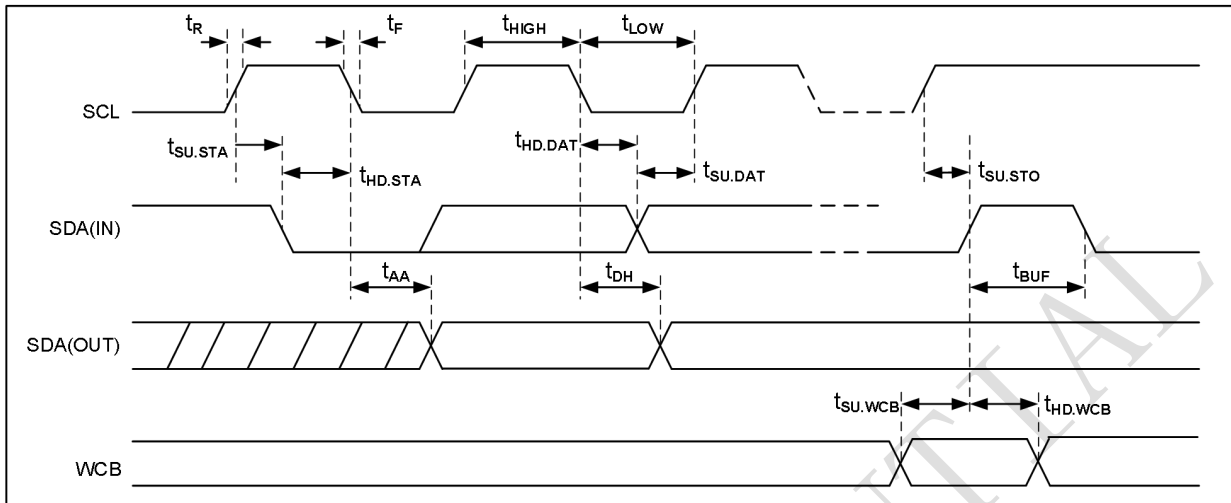 tR
tF
tHIGH
tLOW
SCL
tSU.STA
tHD.STA
tHD.DAT
tSU.DAT
tSU.STO
SDA(IN)
tAA
tDH
tBUF
SDA(OUT)
tSU.WCB
tHD.WCB
WCB
NTIAL